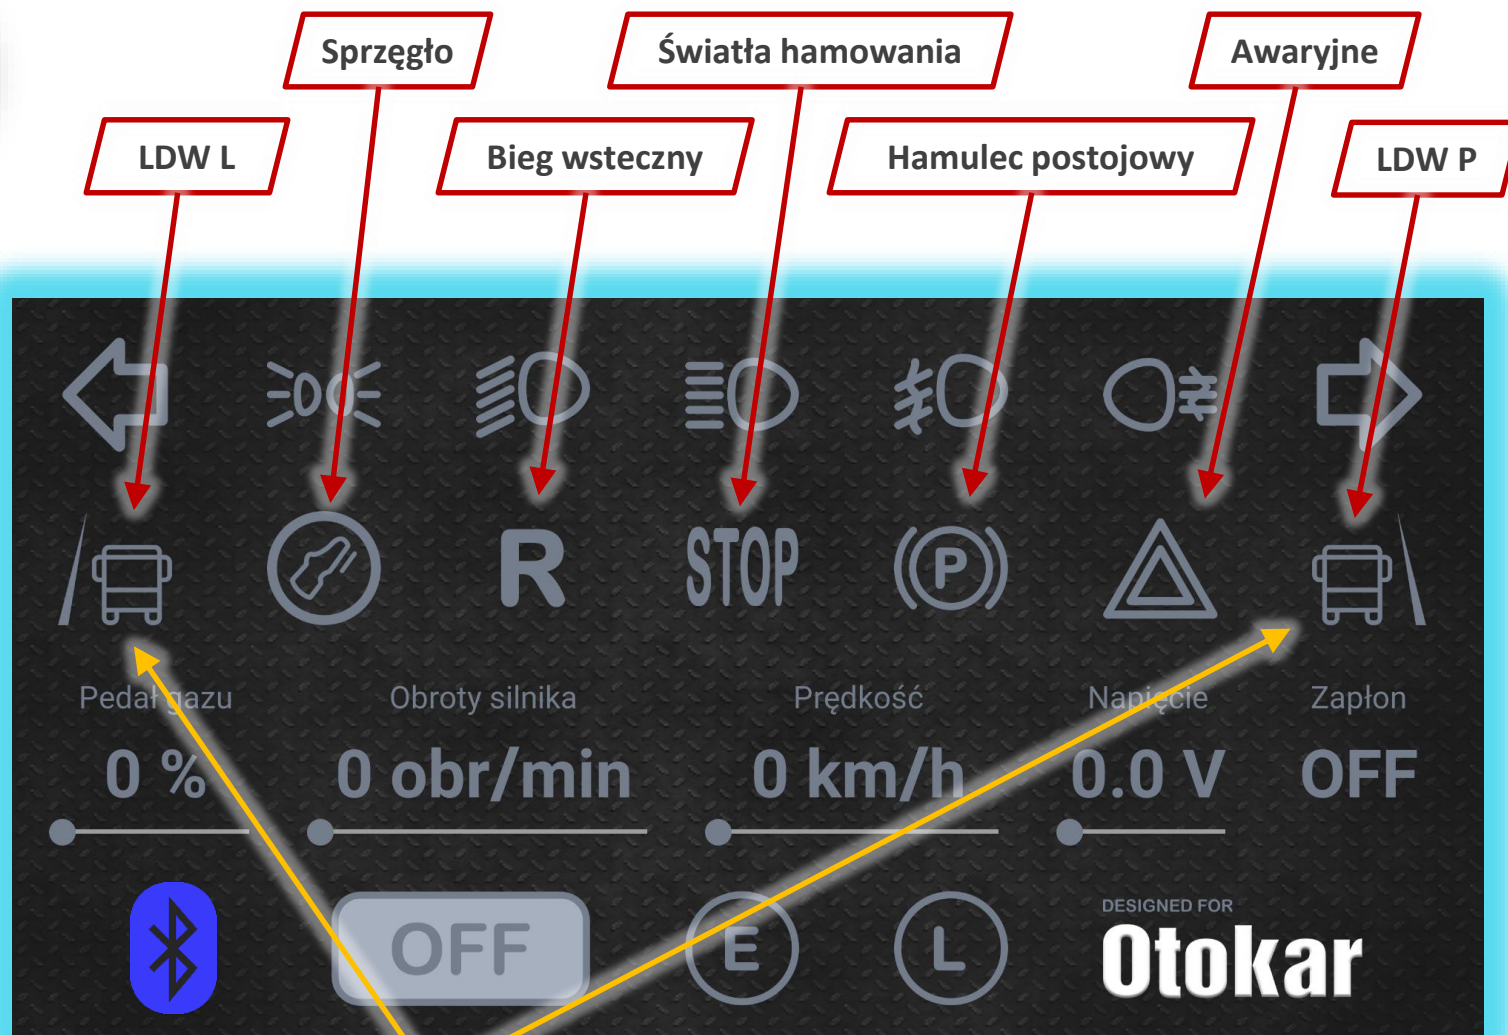 Sprzęgło
Światła hamowania
Awaryjne
LDW L
Bieg wsteczny
Hamulec postojowy
LDW P
R
STOP
P
Pedał gazu
Obroty silnika
Prędkość
Napięcie
Zapłon
0 %
0 obr/min
0 km/h
0.0 V
OFF
OFF
E
L
DESIGNED FOR
Otokar